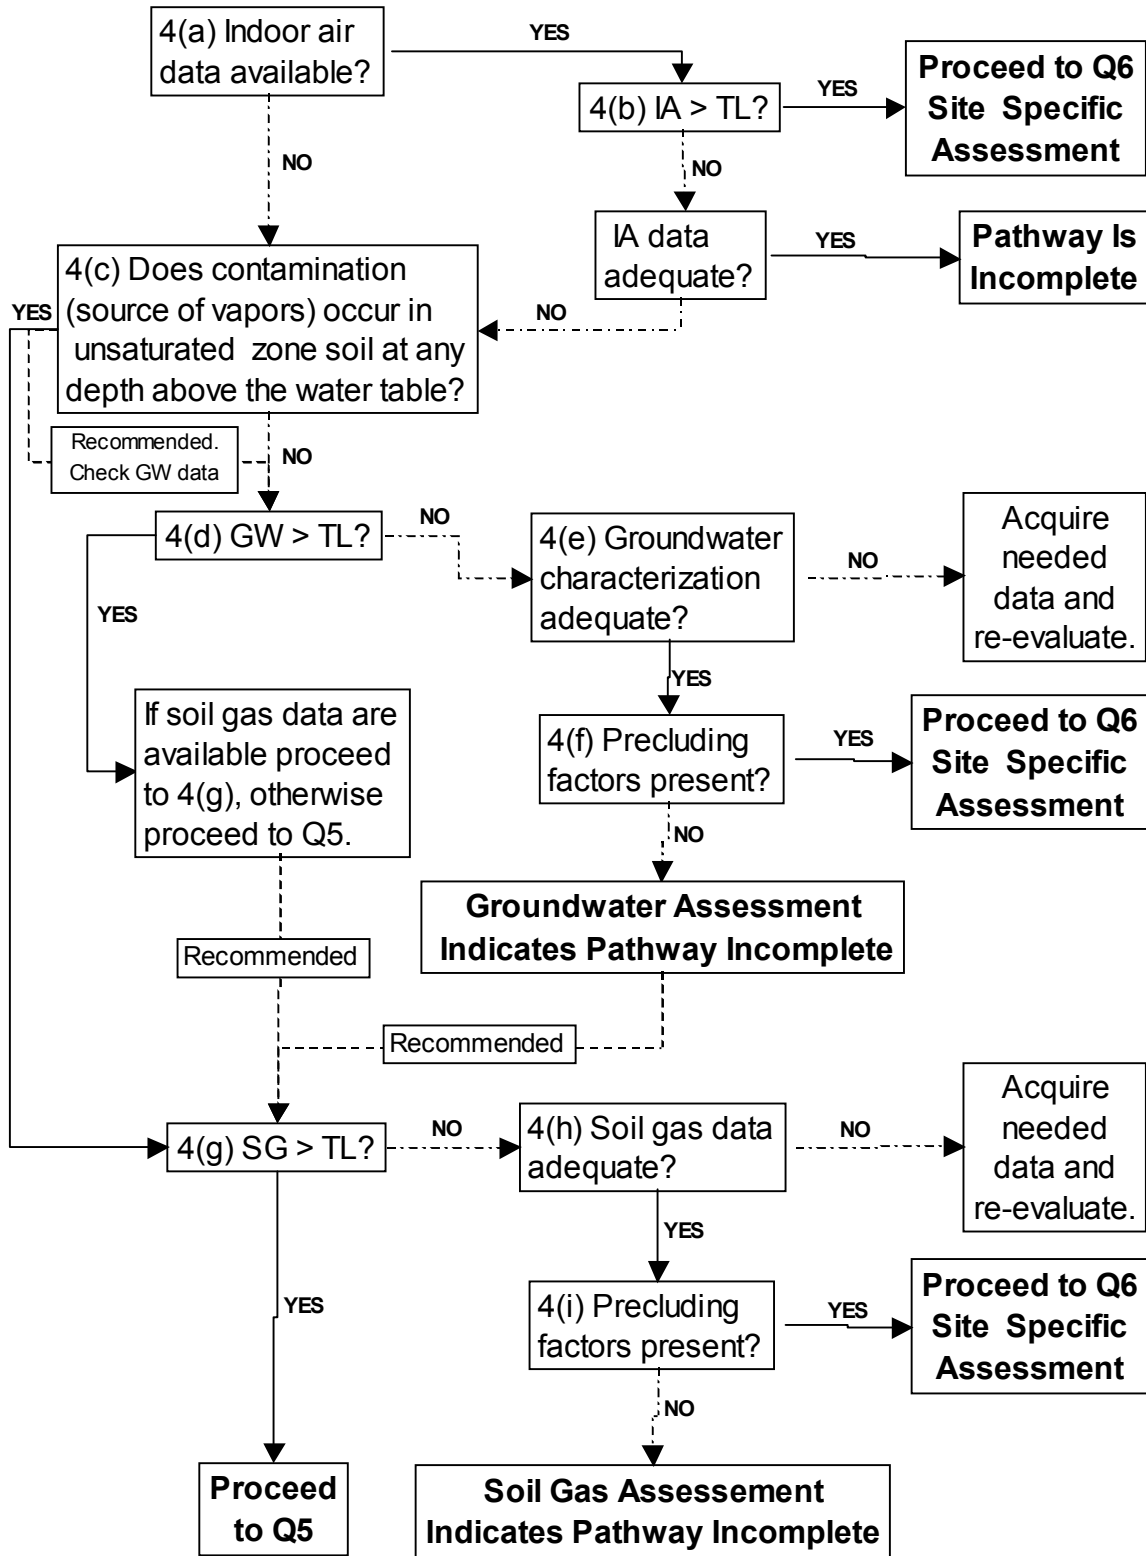 4(a) Indoor air
data available?
YES
4(b) IA > TL?
YES
Proceed to Q6
Site Specific
Assessment
NO
NO
IA data
adequate?
YES
Pathway Is
Incomplete
4(c) Does contamination
(source of vapors) occur in
unsaturated zone soil at any
depth above the water table?
YES
NO
Recommended.
Check GW data
NO
4(d) GW > TL?
NO
4(e) Groundwater
characterization
adequate?
NO
Acquire
needed
data and
re-evaluate.
YES
YES
If soil gas data are
available proceed
to 4(g), otherwise
proceed to Q5.
4(f) Precluding
factors present?
YES
Proceed to Q6
Site Specific
Assessment
NO
Groundwater Assessment
Indicates Pathway Incomplete
Recommended
Recommended
4(g) SG > TL?
NO
4(h) Soil gas data
adequate?
NO
Acquire
needed
data and
re-evaluate.
YES
YES
4(i) Precluding
factors present?
YES
Proceed to Q6
Site Specific
Assessment
NO
Proceed
to Q5
Soil Gas Assessement
Indicates Pathway Incomplete